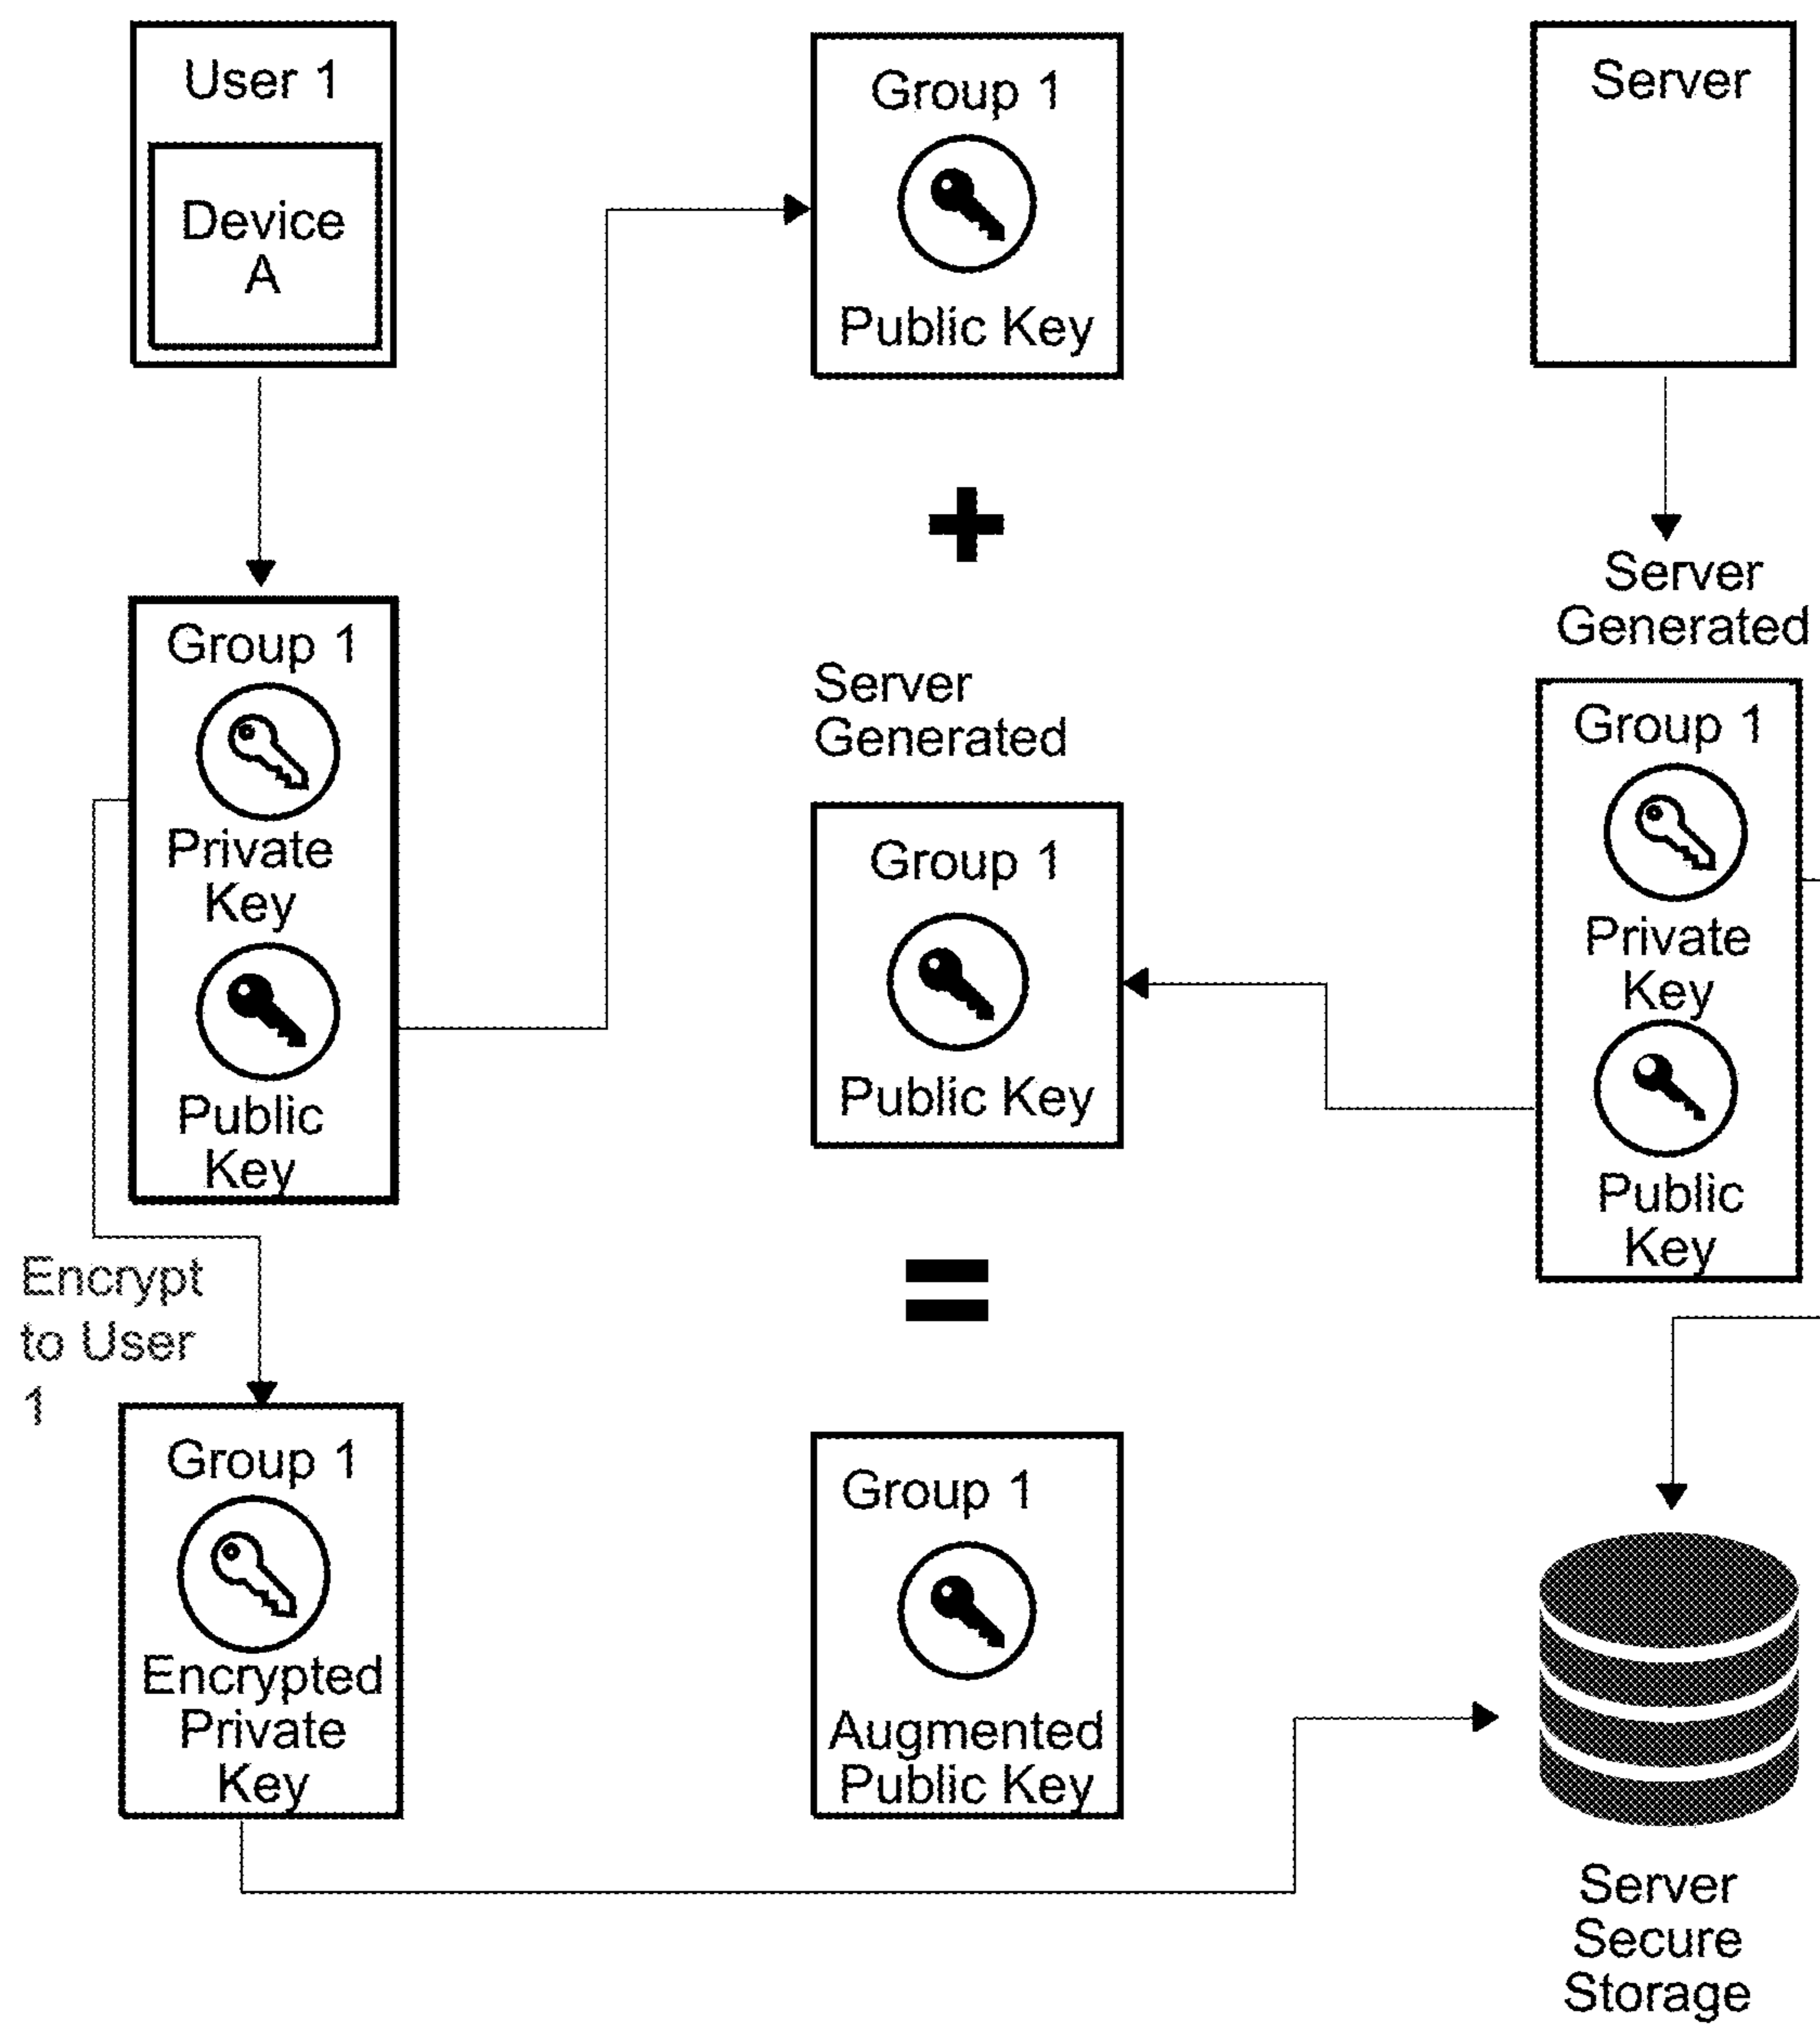 User 1
Device
A
Group 1
Private
Key
Public
Key
Encrypt
to User
1
Group 1
Encrypted
Private
Key
Group 1
Public Key
+
Server
Generated
Group 1
Public Key
=
Group 1
Augmented
Public Key
Server
Server
Generated
Group 1
Private
Key
Public
Key
Server
Secure
Storage